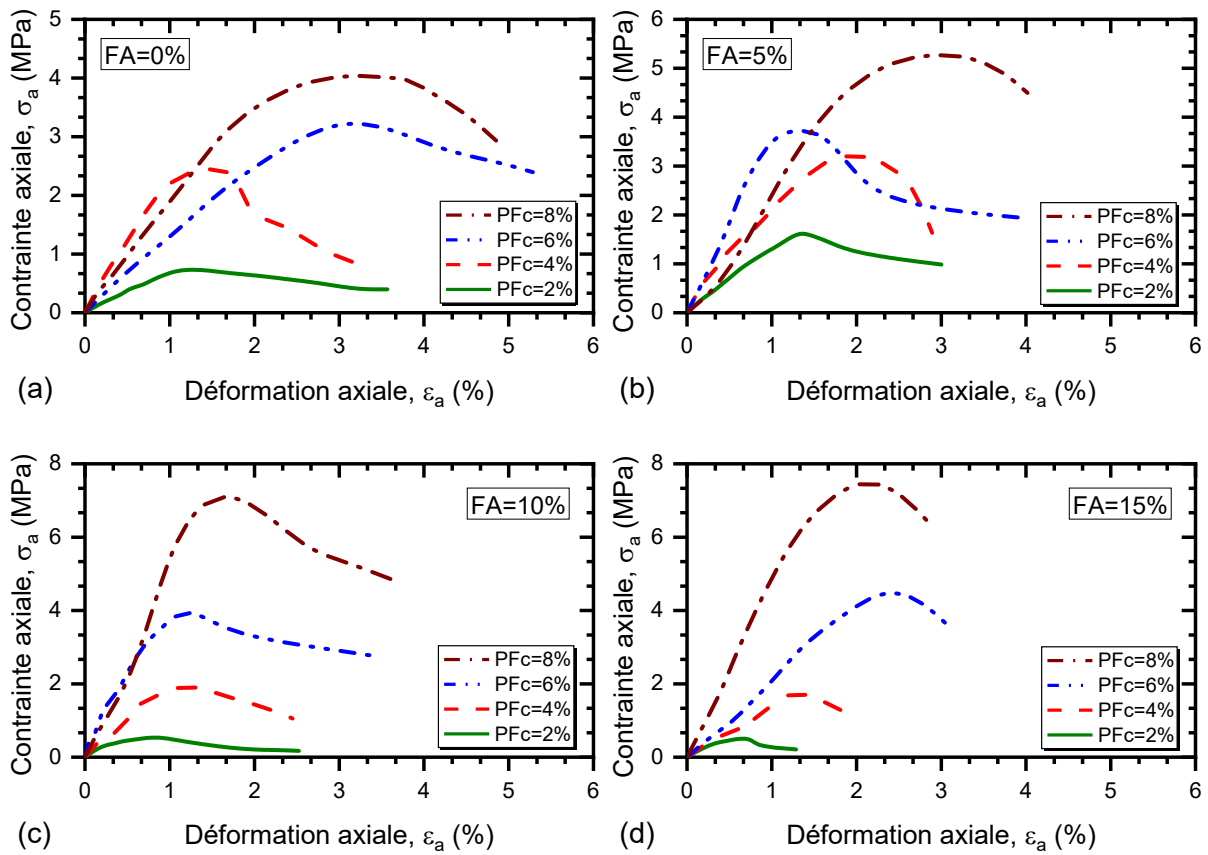 5
4
3
2
1
0
Contrainte axiale, σa (MPa)
FA=0%
PFc=8%
PFc=6%
PFc=4%
PFc=2%
0 1 2 3 4 5 6
(a) Déformation axiale, εa (%)
6
5
4
3
2
1
0
Contrainte axiale, σa (MPa)
FA=5%
PFc=8%
PFc=6%
PFc=4%
PFc=2%
0 1 2 3 4 5 6
(b) Déformation axiale, εa (%)
8
6
4
2
0
Contrainte axiale, σa (MPa)
FA=10%
PFc=8%
PFc=6%
PFc=4%
PFc=2%
0 1 2 3 4 5 6
(c) Déformation axiale, εa (%)
8
6
4
2
0
Contrainte axiale, σa (MPa)
FA=15%
PFc=8%
PFc=6%
PFc=4%
PFc=2%
0 1 2 3 4 5 6
(d) Déformation axiale, εa (%)